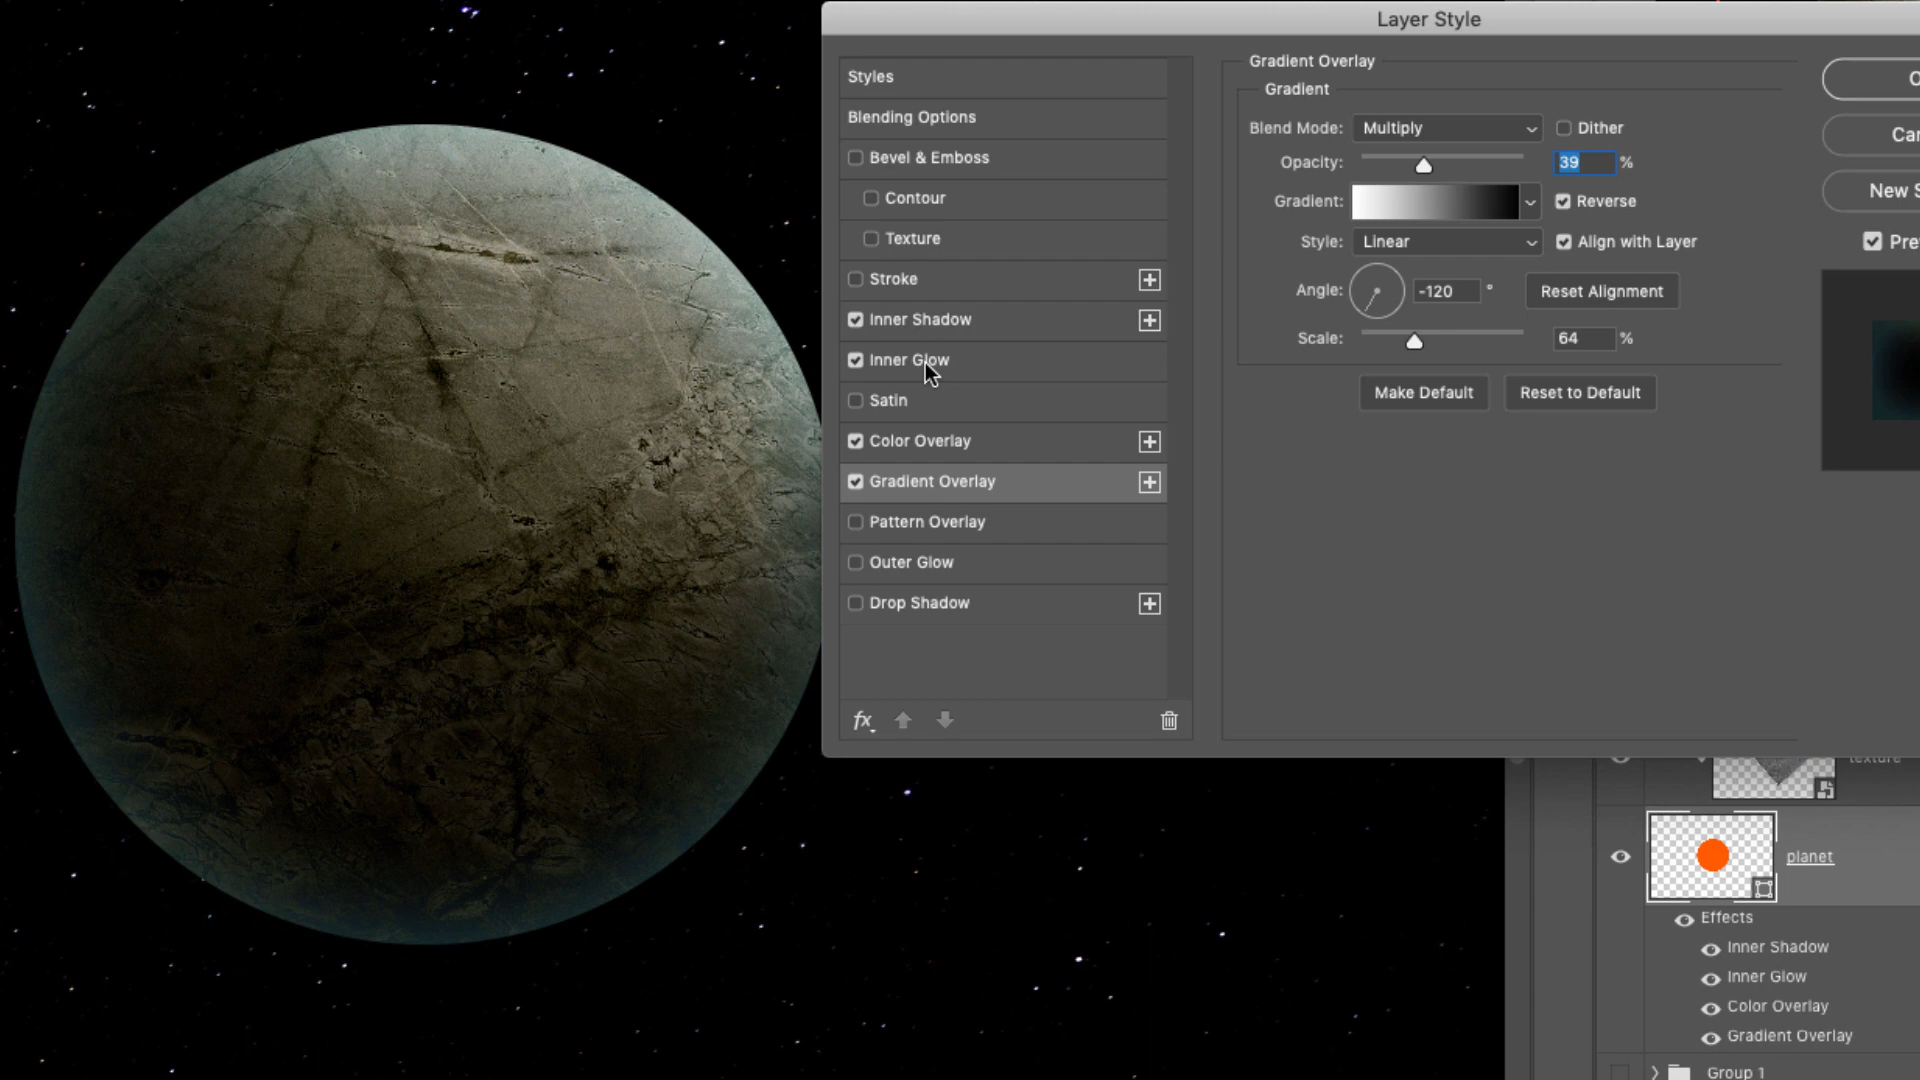 Layer Style
Styles
Blending Options
Bevel & Emboss
Contour
Texture
Stroke
Inner Shadow
Inner Glow
Satin
Color Overlay
Gradient Overlay
Pattern Overlay
Outer Glow
Drop Shadow
fx
Gradient Overlay
Gradient
Blend Mode: Multiply Dither
Opacity: 39 %
Gradient: Reverse
Style: Linear Align with Layer
Angle: -120 ° Reset Alignment
Scale: 64 %
Make Default Reset to Default
New
planet
Effects
Inner Shadow
Inner Glow
Color Overlay
Gradient Overlay
Group 1